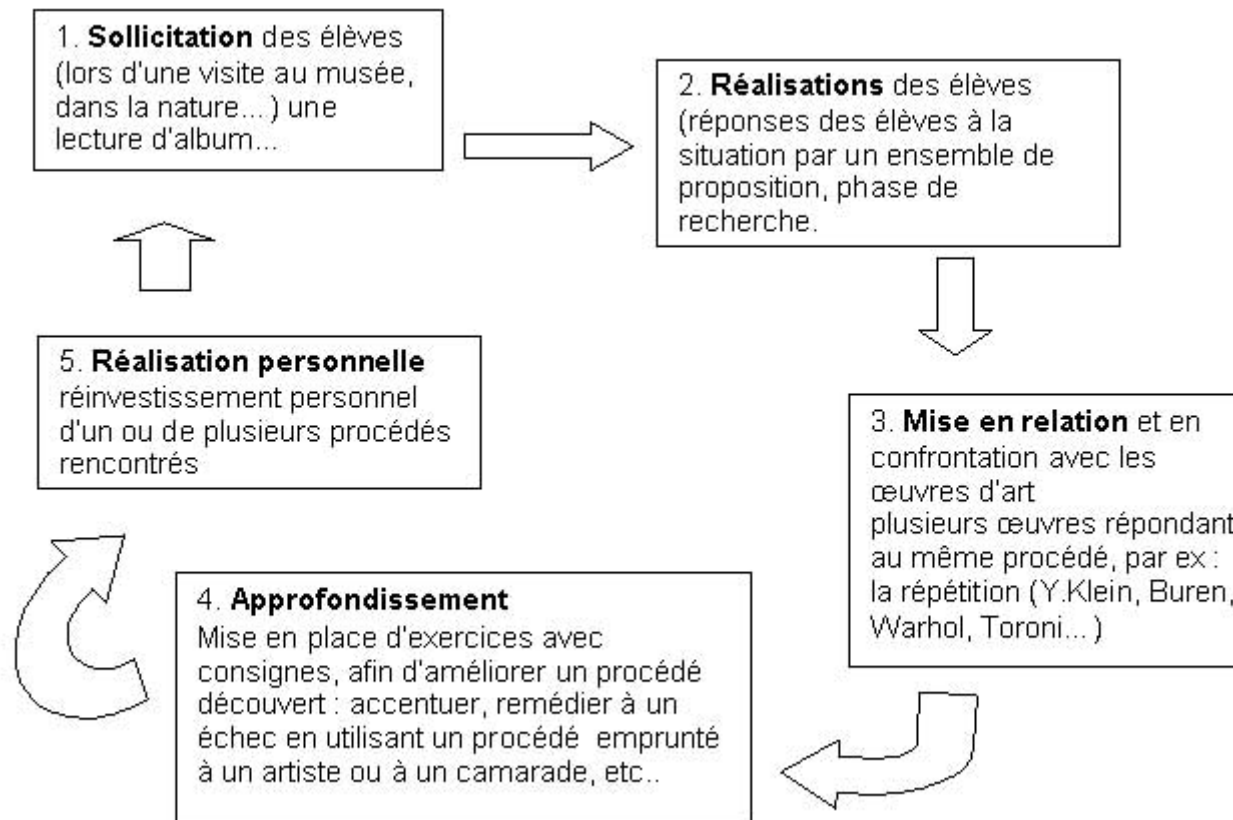 1. Sollicitation des élèves
(lors d'une visite au musée,
dans la nature...) une
lecture d'album...
2. Réalisations des élèves
(réponses des élèves à la
situation par un ensemble de
proposition, phase de
recherche.
3. Mise en relation et en
confrontation avec les
œuvres d'art
plusieurs œuvres répondant
au même procédé, par ex :
la répétition (Y.Klein, Buren,
Warhol, Toroni...)
4. Approfondissement
Mise en place d'exercices avec
consignes, afin d'améliorer un procédé
découvert : accentuer, remédier à un
échec en utilisant un procédé emprunté
à un artiste ou à un camarade, etc..
5. Réalisation personnelle
réinvestissement personnel
d'un ou de plusieurs procédés
rencontrés